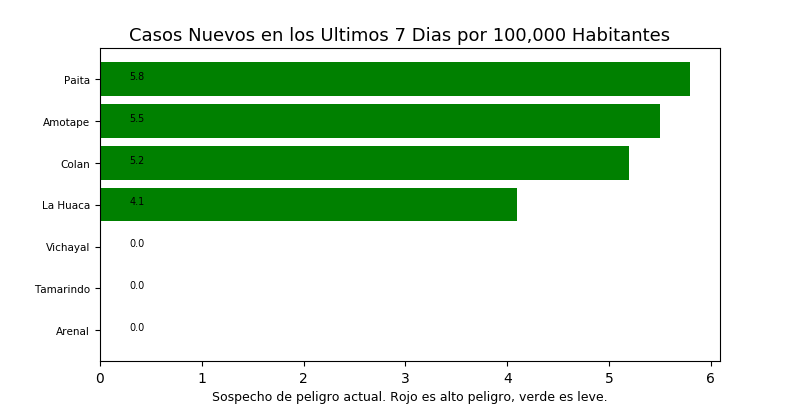 Casos Nuevos en los Ultimos 7 Dias por 100,000 Habitantes
Paita 5.8
Amotape 5.5
Colan 5.2
La Huaca 4.1
Vichayal 0.0
Tamarindo 0.0
Arenal 0.0
0 1 2 3 4 5 6
Sospecho de peligro actual. Rojo es alto peligro, verde es leve.